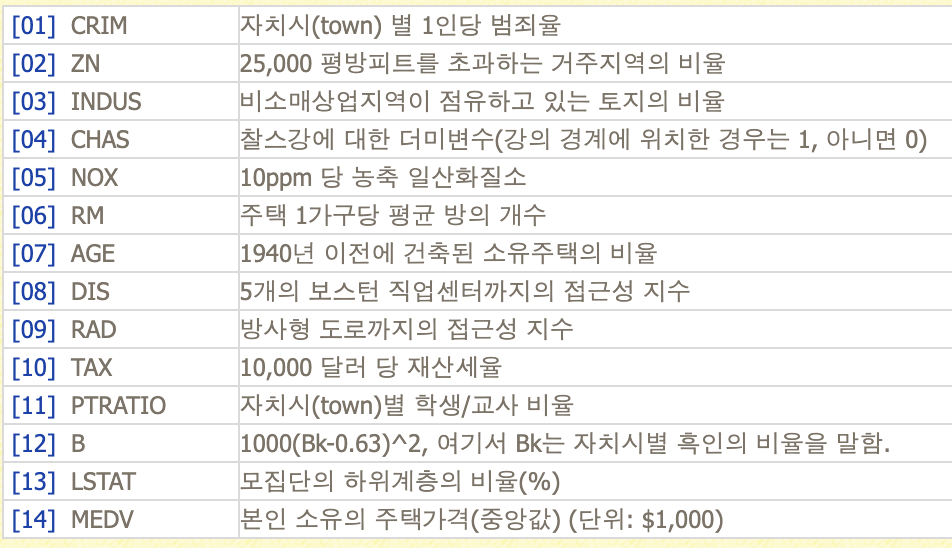 [01] CRIM 자치시(town) 별 1인당 범죄율
[02] ZN 25,000 평방피트를 초과하는 거주지역의 비율
[03] INDUS 비소매상업지역이 점유하고 있는 토지의 비율
[04] CHAS 찰스강에 대한 더미변수(강의 경계에 위치한 경우는 1, 아니면 0)
[05] NOX 10ppm 당 농축 일산화질소
[06] RM 주택 1가구당 평균 방의 개수
[07] AGE 1940년 이전에 건축된 소유주택의 비율
[08] DIS 5개의 보스턴 직업센터까지의 접근성 지수
[09] RAD 방사형 도로까지의 접근성 지수
[10] TAX 10,000 달러 당 재산세율
[11] PTRATIO 자치시(town)별 학생/교사 비율
[12] B 1000(Bk-0.63)^2, 여기서 Bk는 자치시별 흑인의 비율을 말함.
[13] LSTAT 모집단의 하위계층의 비율(%)
[14] MEDV 본인 소유의 주택가격(중앙값) (단위: $1,000)